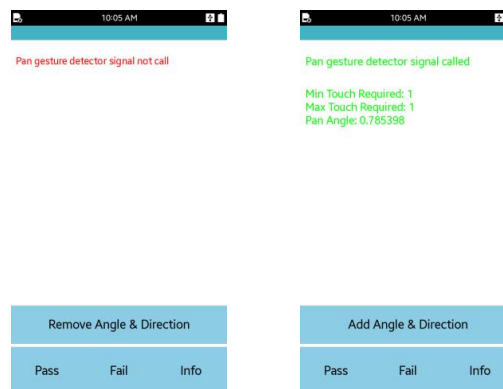 10:05 AM
Pan gesture detector signal not call
Remove Angle & Direction
Pass Fail Info
10:05 AM
Pan gesture detector signal called
Min Touch Required: 1
Max Touch Required: 1
Pan Angle: 0.785398
Add Angle & Direction
Pass Fail Info